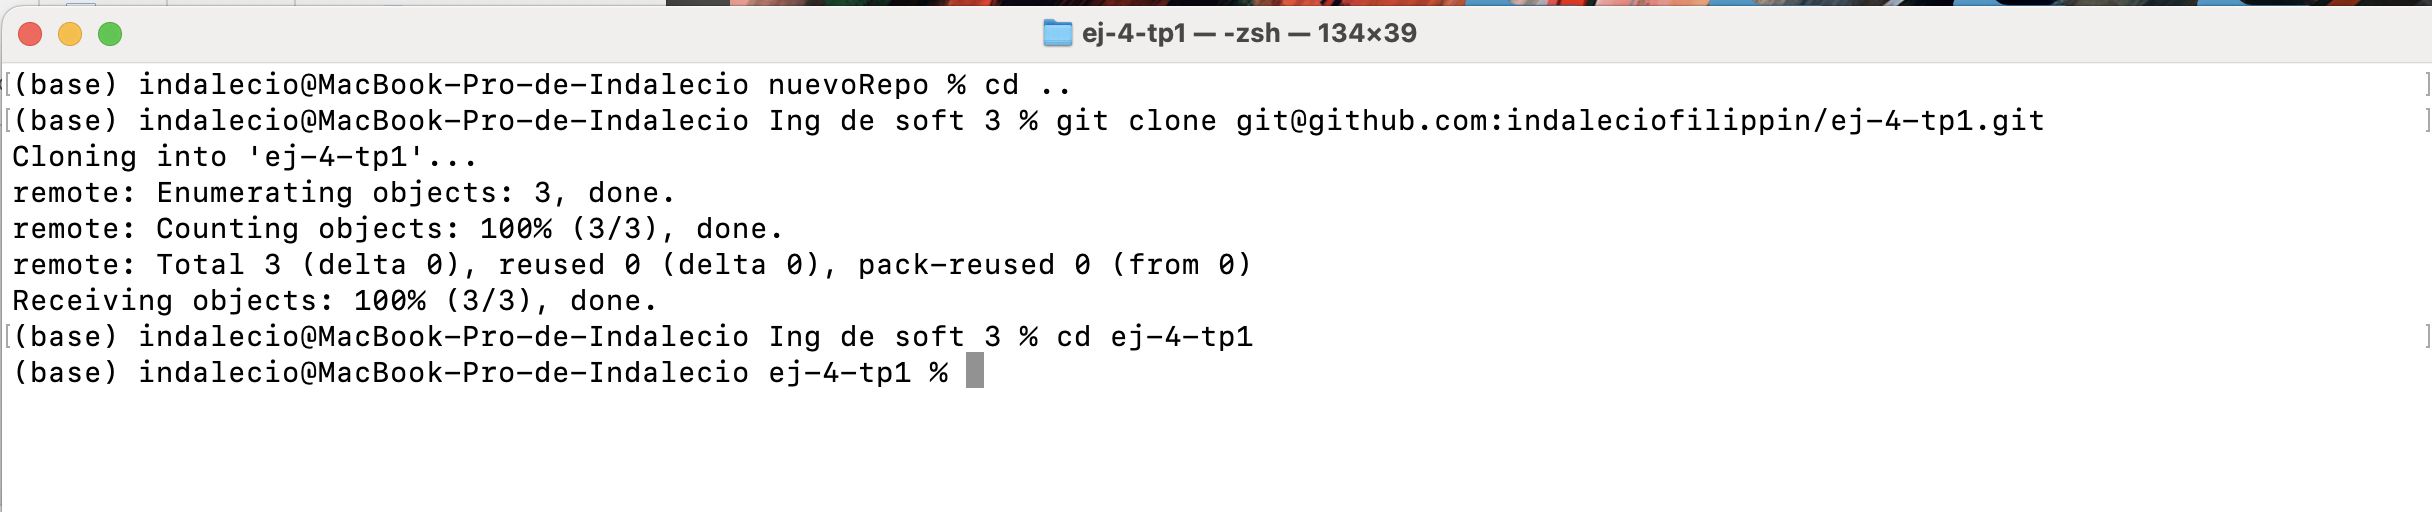 ej-4-tp1 — -zsh — 134×39
[(base) indalecio@MacBook-Pro-de-Indalecio nuevoRepo % cd .. ]
[(base) indalecio@MacBook-Pro-de-Indalecio Ing de soft 3 % git clone git@github.com:indaleciofilippin/ej-4-tp1.git ]
Cloning into 'ej-4-tp1'...
remote: Enumerating objects: 3, done.
remote: Counting objects: 100% (3/3), done.
remote: Total 3 (delta 0), reused 0 (delta 0), pack-reused 0 (from 0)
Receiving objects: 100% (3/3), done.
[(base) indalecio@MacBook-Pro-de-Indalecio Ing de soft 3 % cd ej-4-tp1 ]
(base) indalecio@MacBook-Pro-de-Indalecio ej-4-tp1 %